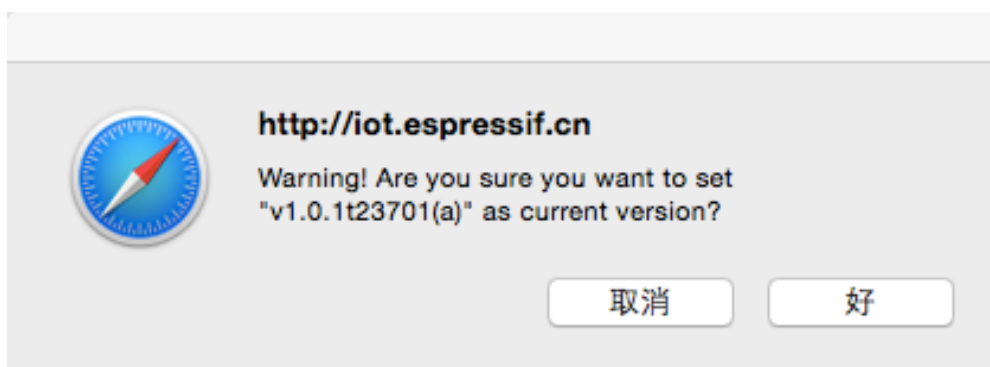 http://iot.espressif.cn
Warning! Are you sure you want to set
"v1.0.1t23701(a)" as current version?
取消 好